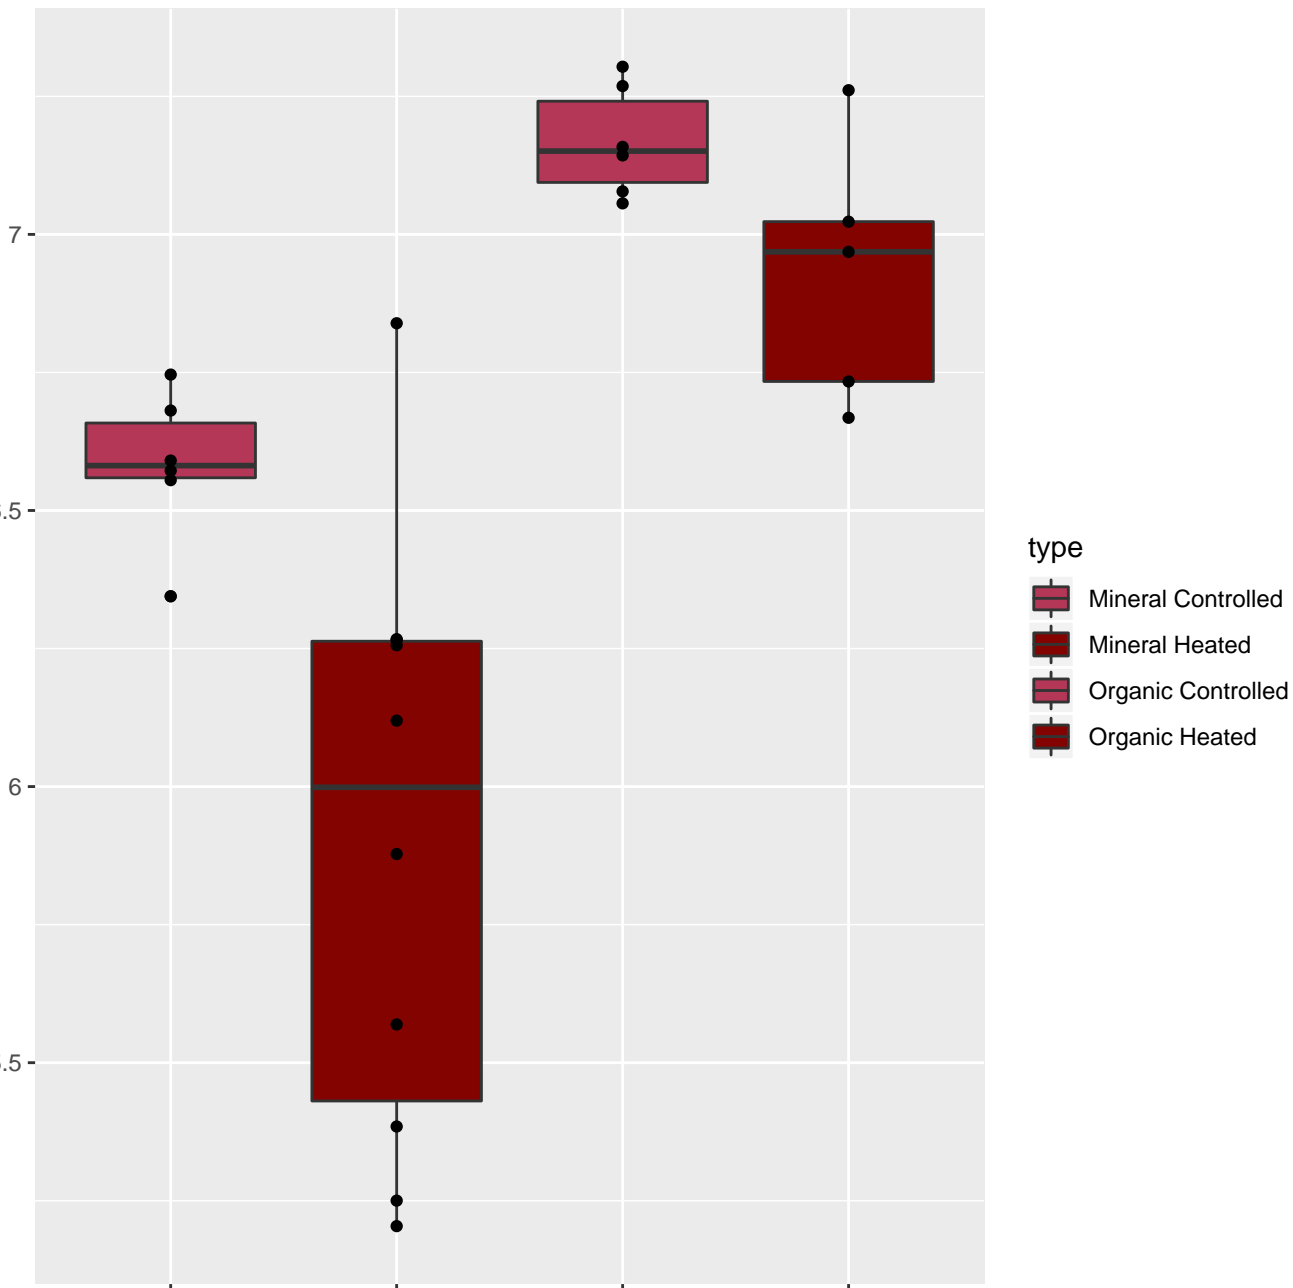 7
.5
6
.5
type
Mineral Controlled
Mineral Heated
Organic Controlled
Organic Heated